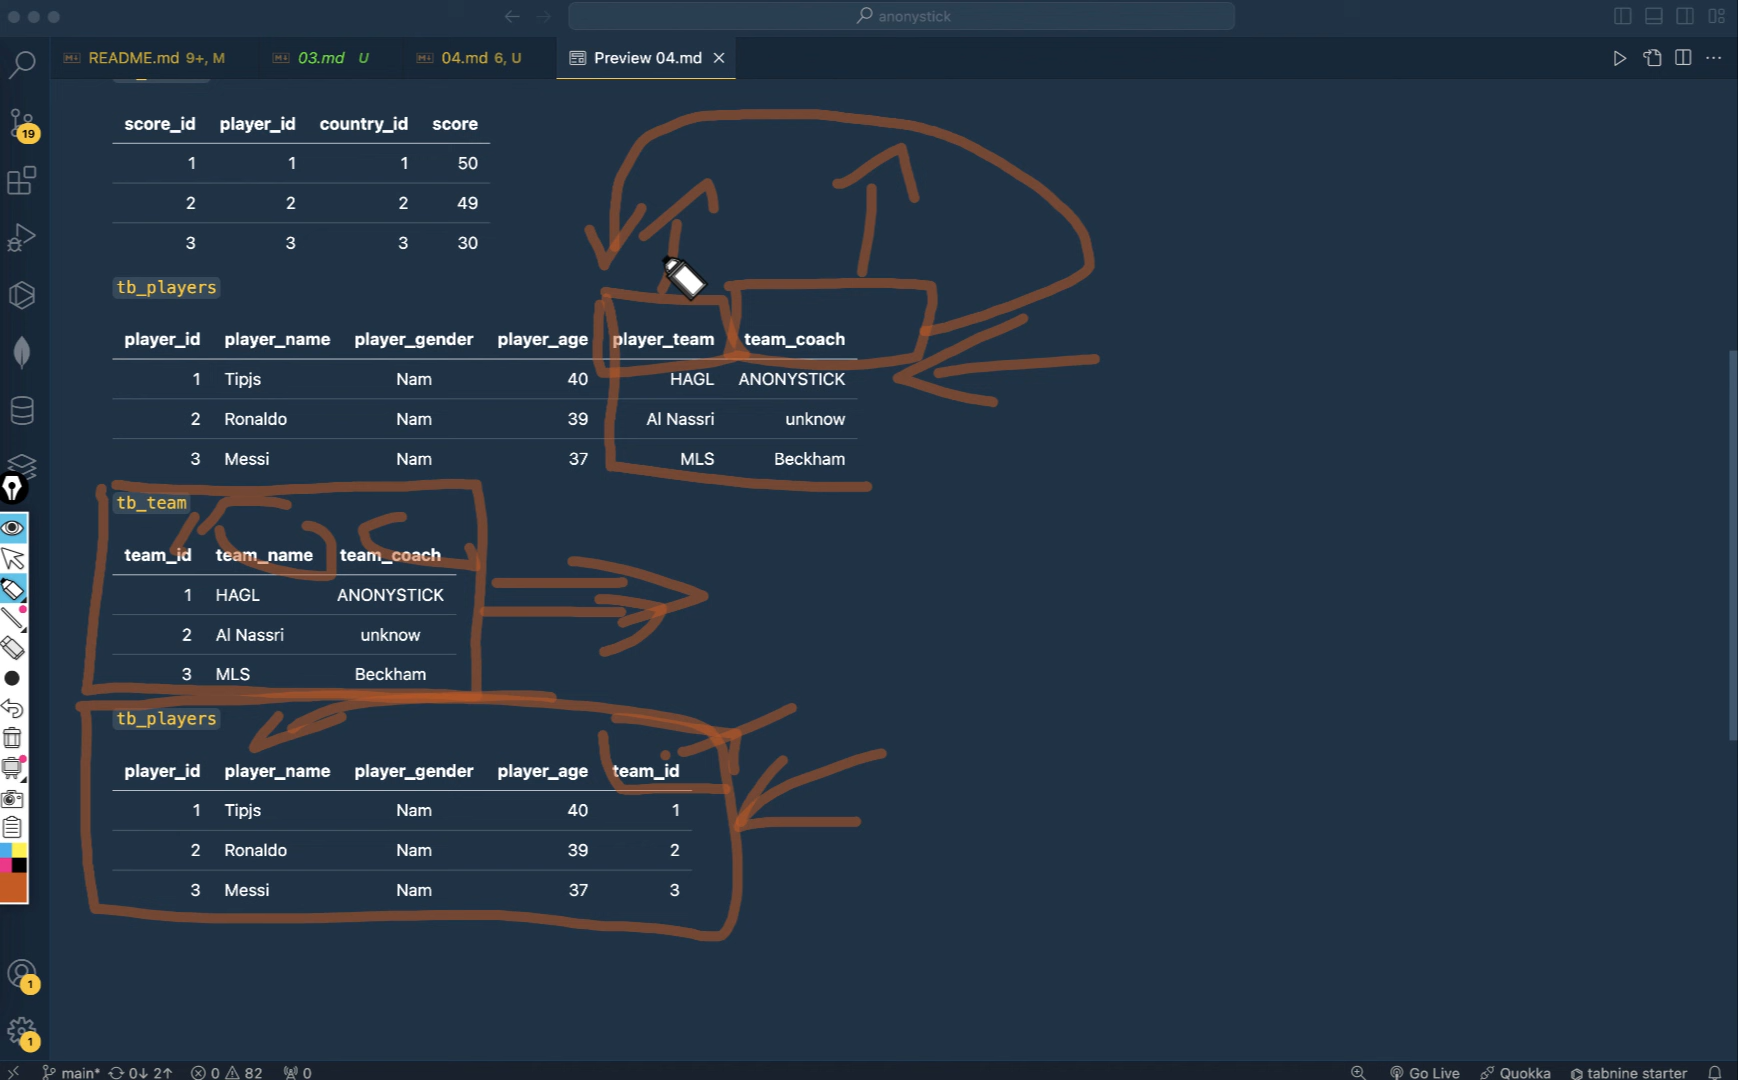 anonystick
README.md 9+, M
03.md U
04.md 6, U
Preview 04.md
score_id player_id country_id score
1 1 1 50
2 2 2 49
3 3 3 30
tb_players
player_id player_name player_gender player_age player_team team_coach
1 Tipjs Nam 40 HAGL ANONYSTICK
2 Ronaldo Nam 39 Al Nassri unknow
3 Messi Nam 37 MLS Beckham
tb_team
team_id team_name team_coach
1 HAGL ANONYSTICK
2 Al Nassri unknow
3 MLS Beckham
tb_players
player_id player_name player_gender player_age team_id
1 Tipjs Nam 40 1
2 Ronaldo Nam 39 2
3 Messi Nam 37 3
19
1
1
main* 0↓ 2↑ 0 82 0
Go Live Quokka tabnine starter